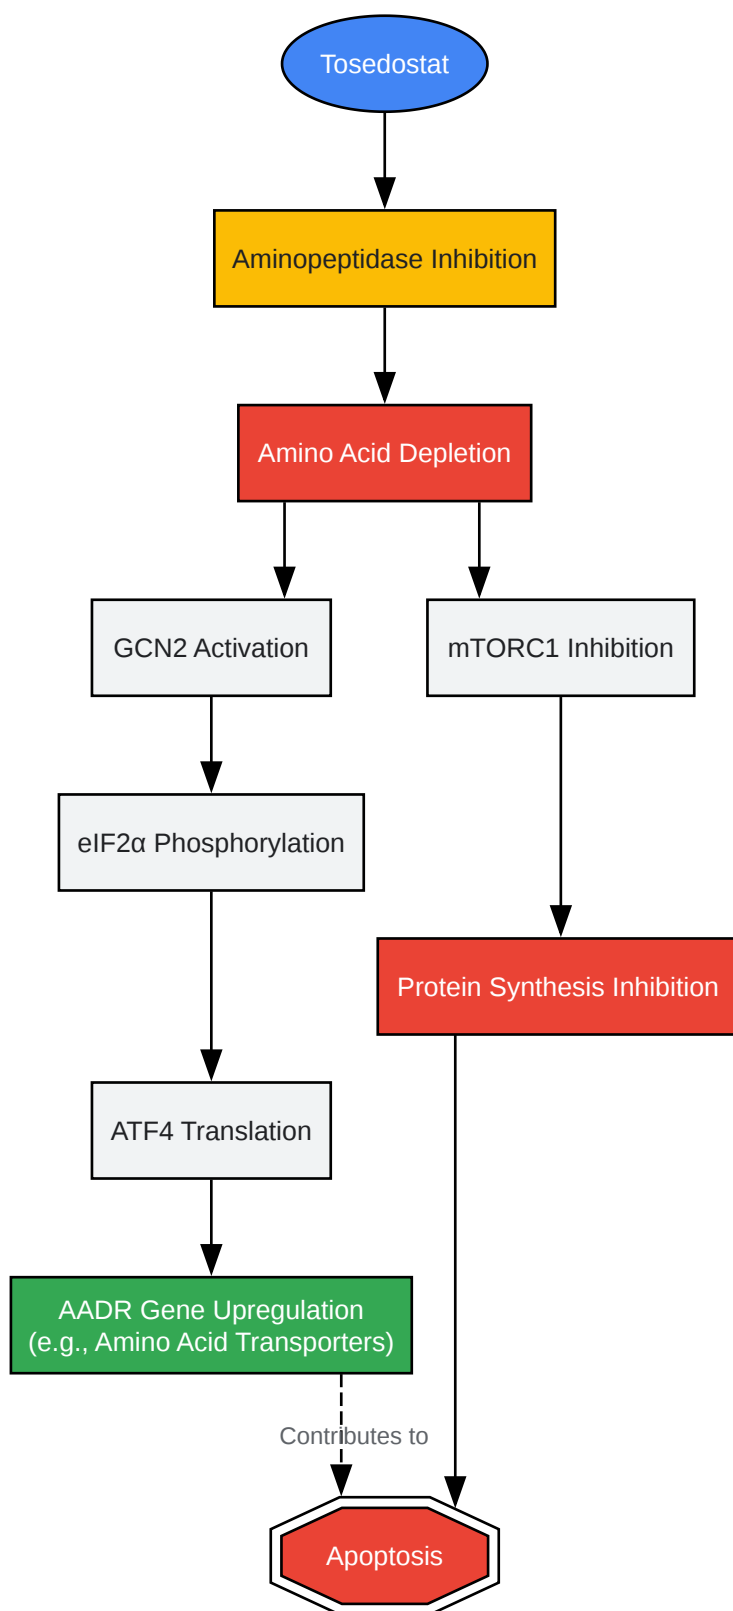 Tosedostat
Aminopeptidase Inhibition
Amino Acid Depletion
GCN2 Activation
mTORC1 Inhibition
eIF2α Phosphorylation
Protein Synthesis Inhibition
ATF4 Translation
AADR Gene Upregulation
(e.g., Amino Acid Transporters)
Contributes to
Apoptosis